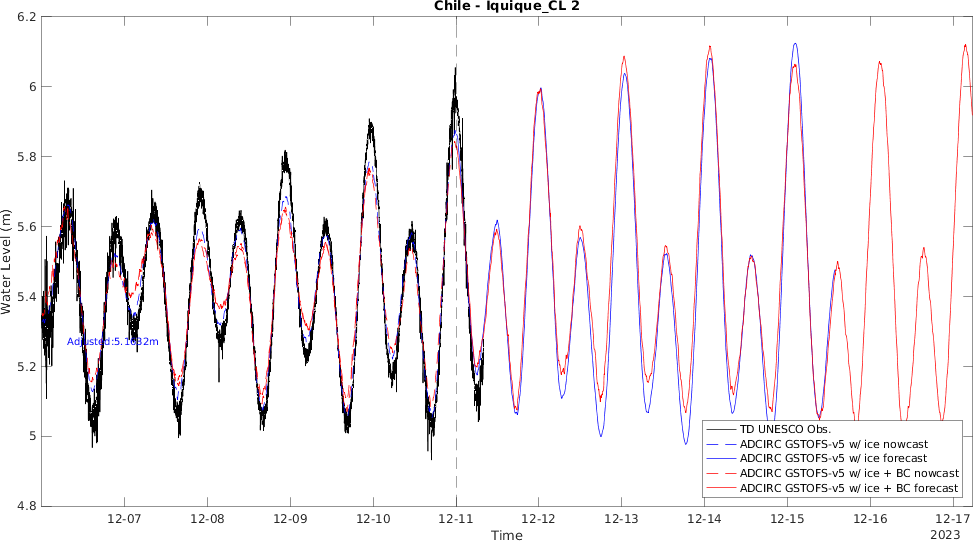 Chile - Iquique_CL 2
Water Level (m)
6.2
6
5.8
5.6
5.4
5.2
5
4.8
Adjusted:5.1632m
TD UNESCO Obs.
ADCIRC GSTOFS-v5 w/ ice nowcast
ADCIRC GSTOFS-v5 w/ ice forecast
ADCIRC GSTOFS-v5 w/ ice + BC nowcast
ADCIRC GSTOFS-v5 w/ ice + BC forecast
12-07 12-08 12-09 12-10 12-11 12-12 12-13 12-14 12-15 12-16 12-17
Time
2023